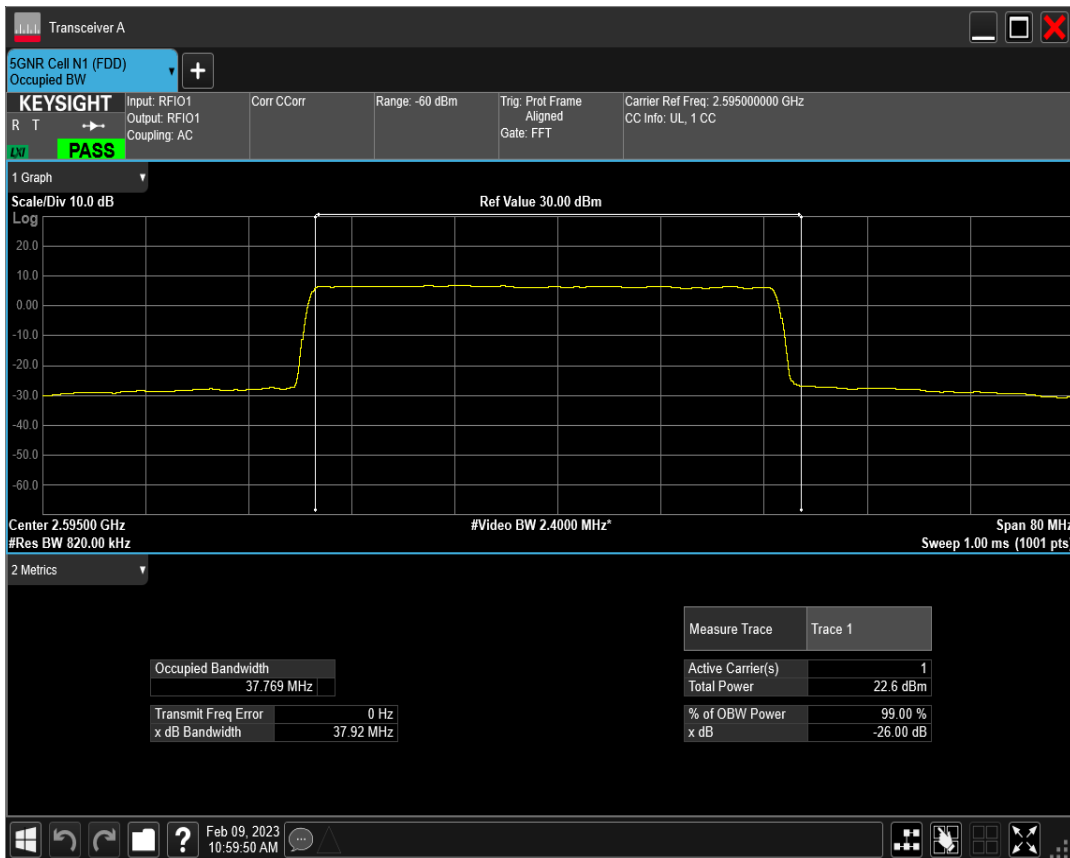 Transceiver A
5GNR Cell N1 (FDD)
Occupied BW
KEYSIGHT
R T
LXI
PASS
Input: RFIO1
Output: RFIO1
Coupling: AC
Corr CCorr
Range: -60 dBm
Trig: Prot Frame
Aligned
Gate: FFT
Carrier Ref Freq: 2.595000000 GHz
CC Info: UL, 1 CC
1 Graph
Scale/Div 10.0 dB
Ref Value 30.00 dBm
Log
20.0
10.0
0.00
-10.0
-20.0
-30.0
-40.0
-50.0
-60.0
Center 2.59500 GHz
#Video BW 2.4000 MHz*
Span 80 MHz
#Res BW 820.00 kHz
Sweep 1.00 ms (1001 pts)
2 Metrics
Measure Trace Trace 1
Occupied Bandwidth
37.769 MHz
Active Carrier(s) 1
Total Power 22.6 dBm
Transmit Freq Error 0 Hz
x dB Bandwidth 37.92 MHz
% of OBW Power 99.00 %
x dB -26.00 dB
?
Feb 09, 2023
10:59:50 AM